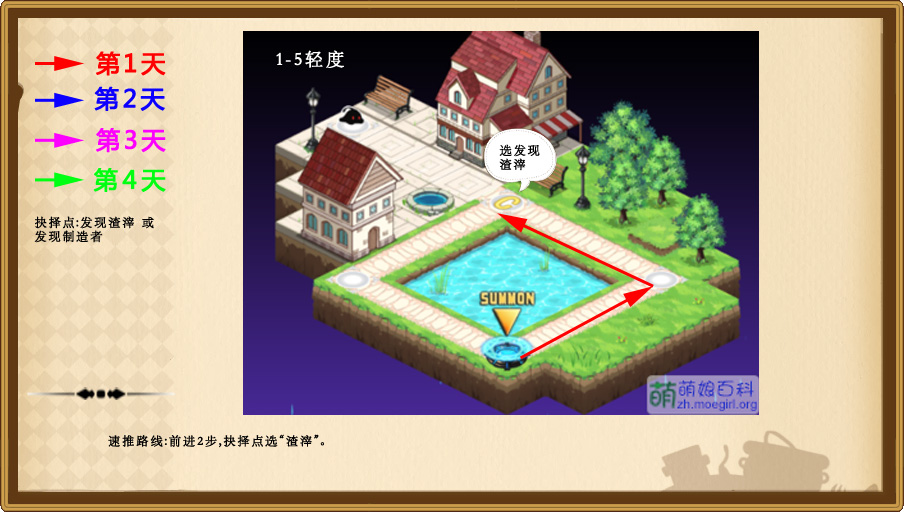 第1天
第2天
第3天
第4天
抉择点:发现渣滓 或
发现制造者
1-5轻度
选发现
渣滓
SUMMON
萌 萌娘百科
zh.moegirl.org
速推路线:前进2步,抉择点选“渣滓”。